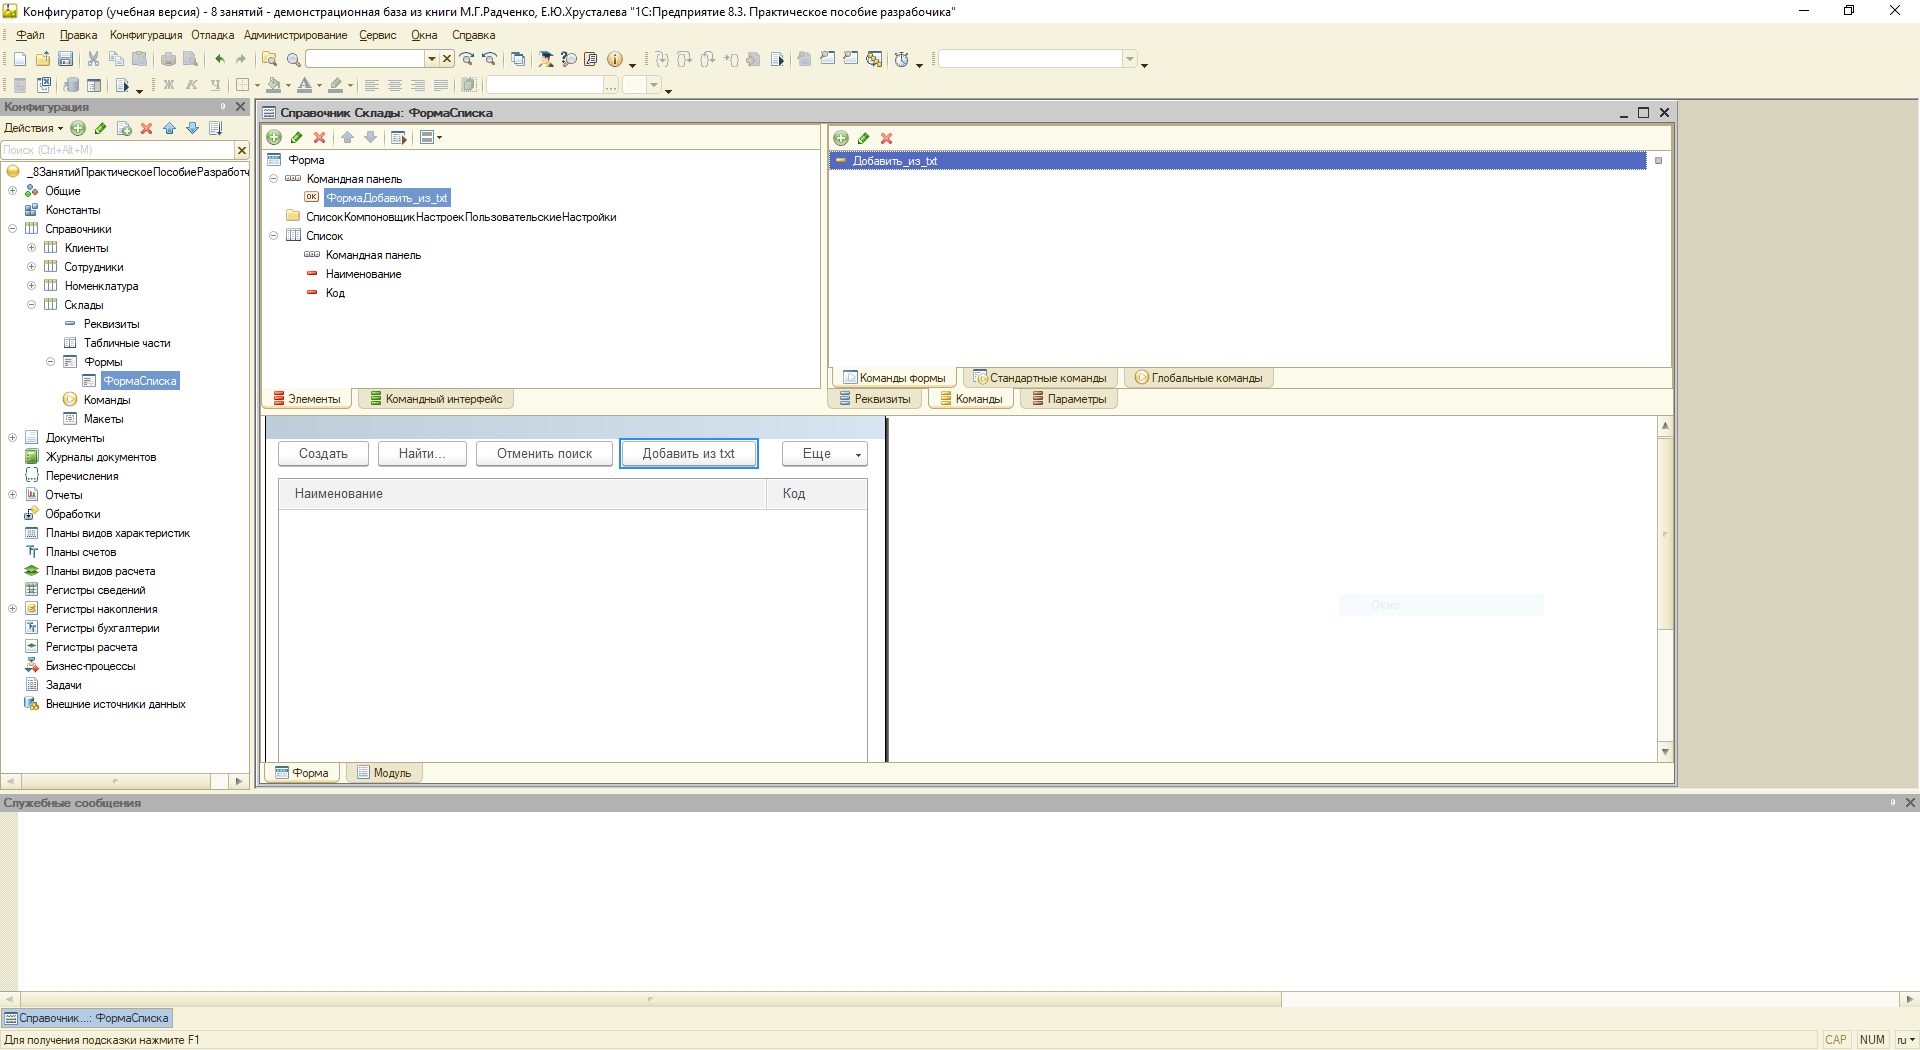 Конфигуратор (учебная версия) - 8 занятий - демонстрационная база из книги М.Г.Радченко, Е.Ю.Хрусталева "1С:Предприятие 8.3. Практическое пособие разрабочика"
Файл Правка Конфигурация Отладка Администрирование Сервис Окна Справка
Ж К Ч
Конфигурация
Действия
Поиск (Ctrl+Alt+M)
_8ЗанятийПрактическоеПособиеРазработч
Общие
Константы
Справочники
Клиенты
Сотрудники
Номенклатура
Склады
Реквизиты
Табличные части
Формы
ФормаСписка
Команды
Макеты
Документы
Журналы документов
Перечисления
Отчеты
Обработки
Планы видов характеристик
Планы счетов
Планы видов расчета
Регистры сведений
Регистры накопления
Регистры бухгалтерии
Регистры расчета
Бизнес-процессы
Задачи
Внешние источники данных
Справочник Склады: ФормаСписка
Форма
Командная панель
OK ФормаДобавить_из_txt
СписокКомпоновщикНастроекПользовательскиеНастройки
Список
Командная панель
Наименование
Код
Элементы Командный интерфейс
Добавить_из_txt
Команды формы Стандартные команды Глобальные команды
Реквизиты Команды Параметры
Создать Найти... Отменить поиск Добавить из txt Еще
Наименование Код
Окно
Форма Модуль
Служебные сообщения
Справочник...: ФормаСписка
Для получения подсказки нажмите F1
CAP NUM ru